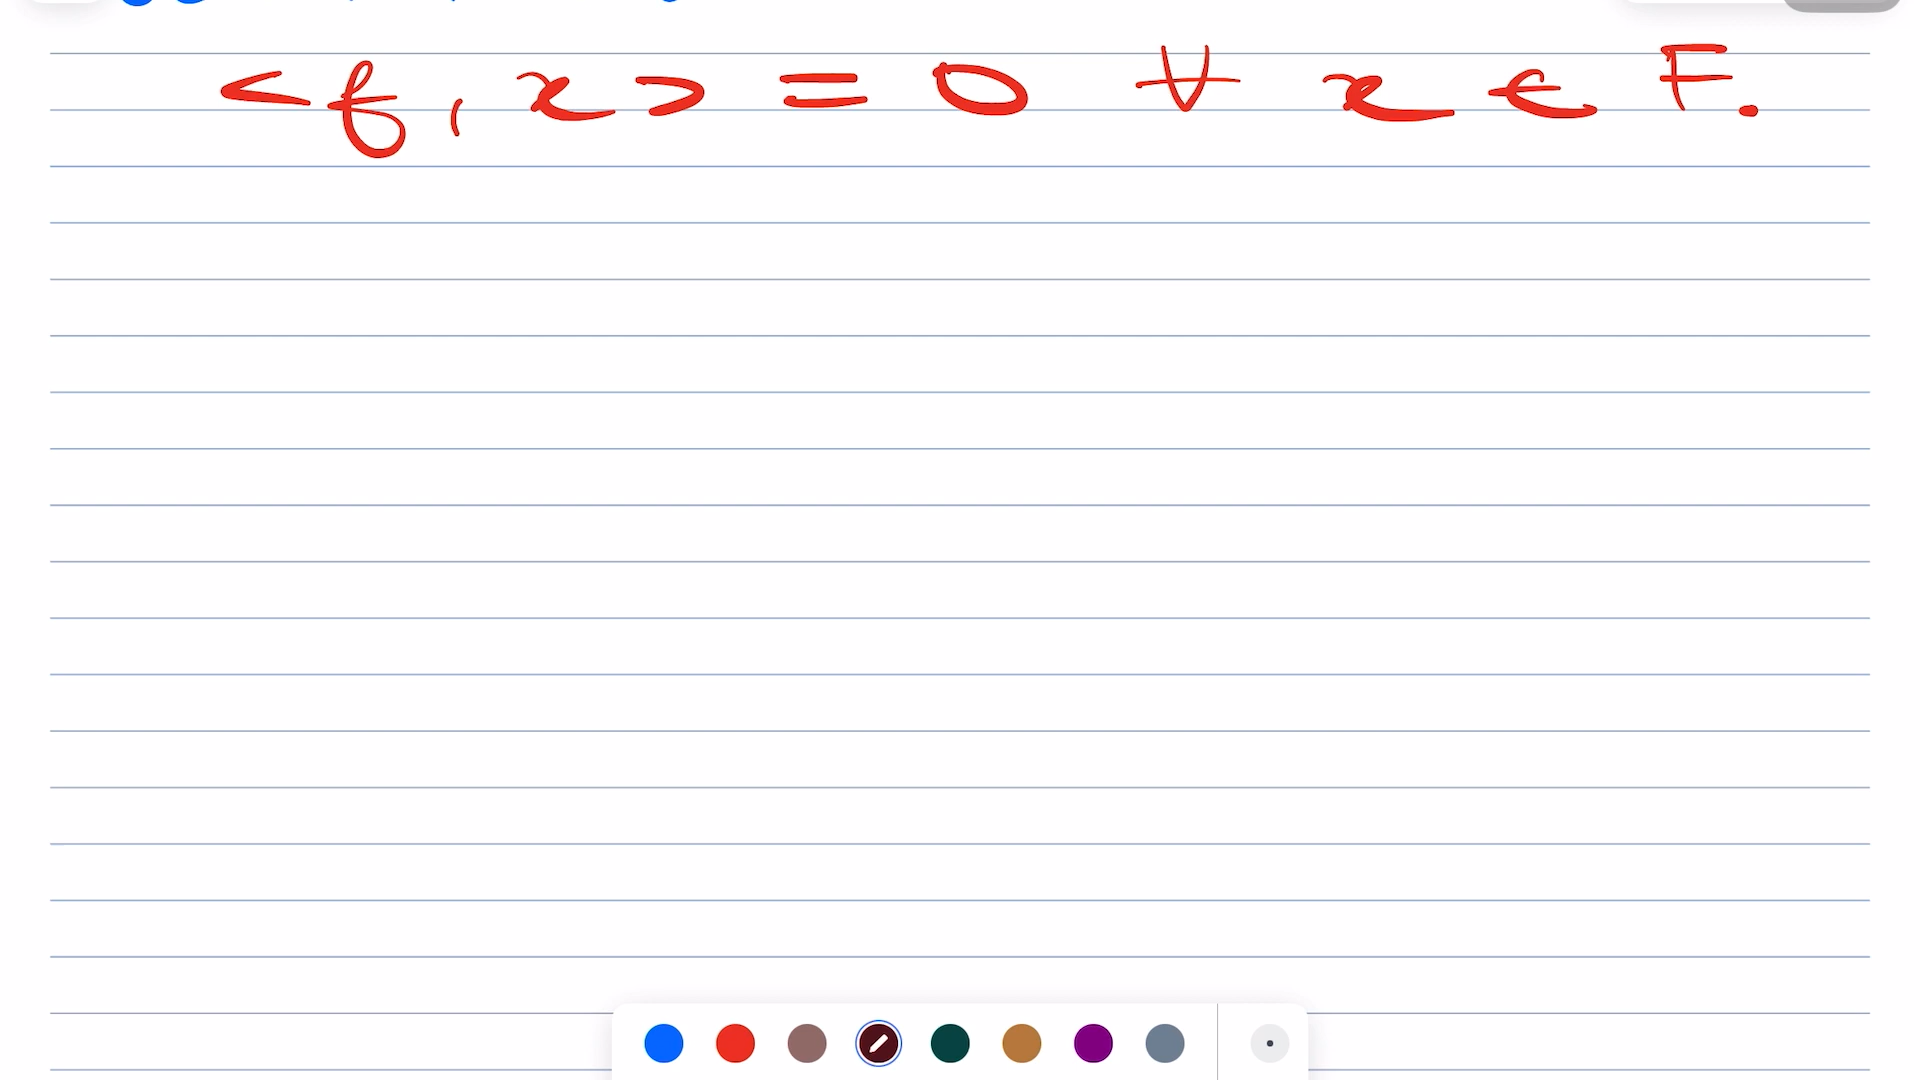 <f, x> = 0 ∀ x ∈ F.